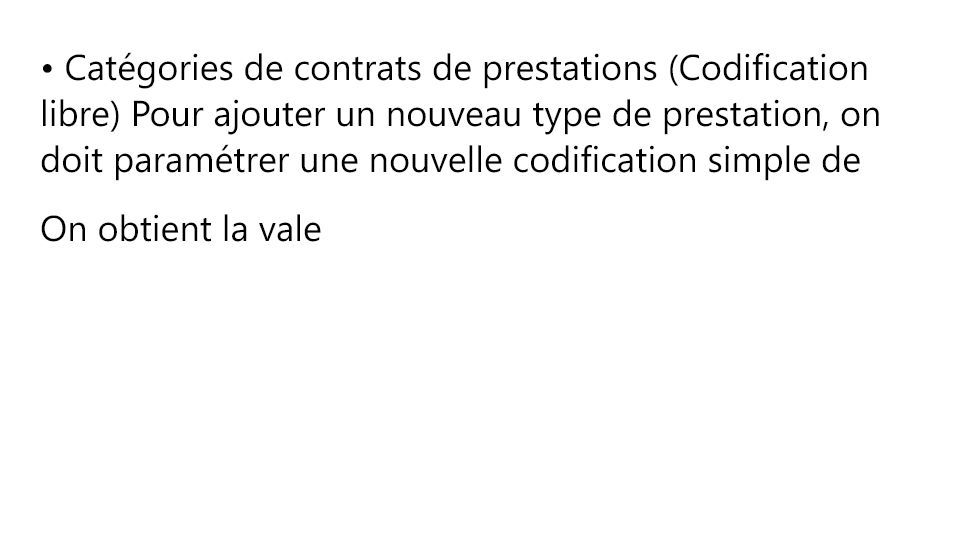 • Catégories de contrats de prestations (Codification
libre) Pour ajouter un nouveau type de prestation, on
doit paramétrer une nouvelle codification simple de
On obtient la vale